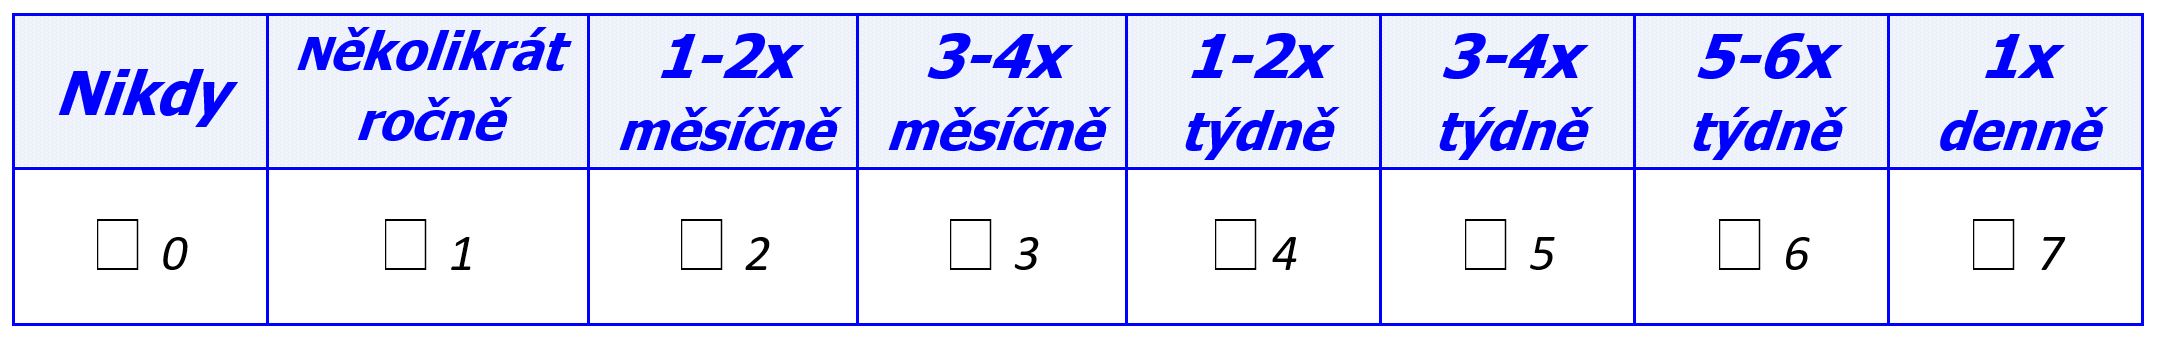 Nikdy
Několikrát
ročně
1-2x
měsíčně
3-4x
měsíčně
1-2x
týdně
3-4x
týdně
5-6x
týdně
1x
denně
☐ 0
☐ 1
☐ 2
☐ 3
☐ 4
☐ 5
☐ 6
☐ 7